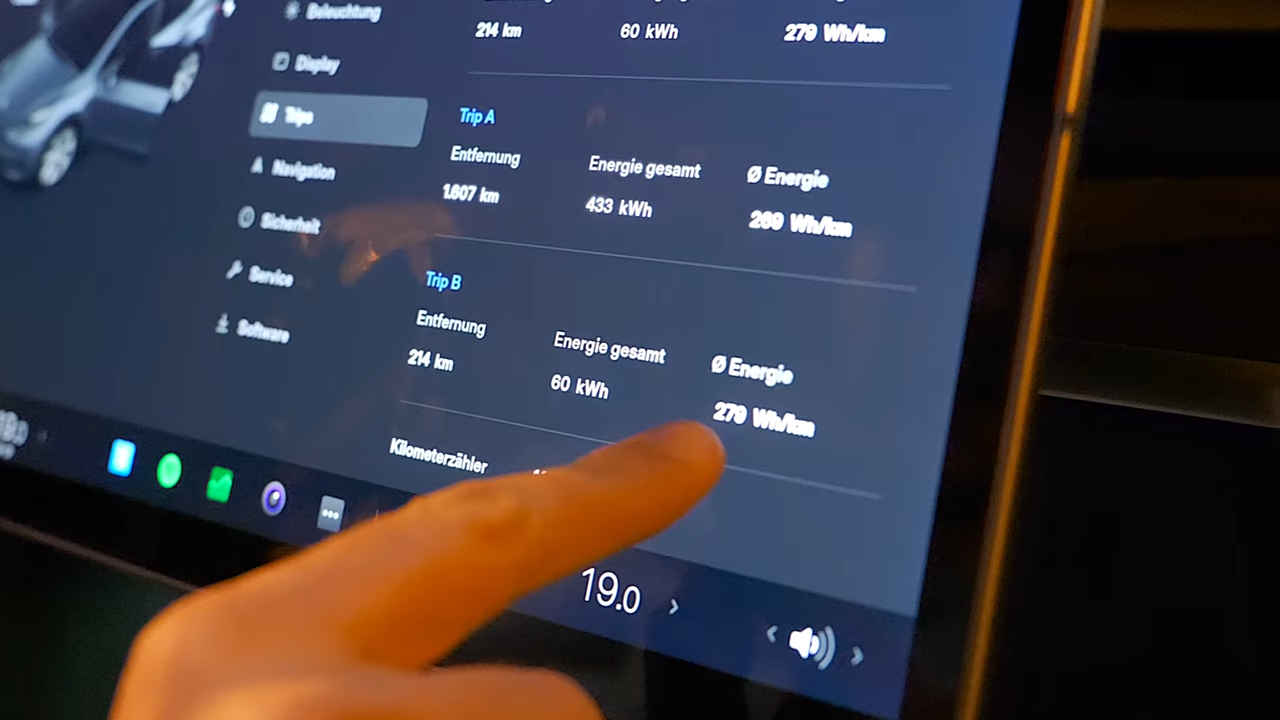 Beleuchtung
Display
Trips
Navigation
Sicherheit
Service
Software
214 km 60 kWh 279 Wh/km
Trip A
Entfernung Energie gesamt Ø Energie
1.607 km 433 kWh 269 Wh/km
Trip B
Entfernung Energie gesamt Ø Energie
214 km 60 kWh 279 Wh/km
Kilometerzähler
19.0
19.0